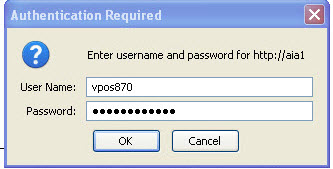 Authentication Required
Enter username and password for http://aia1
User Name: vpos870
Password: ●●●●●●●●●●●●
OK Cancel